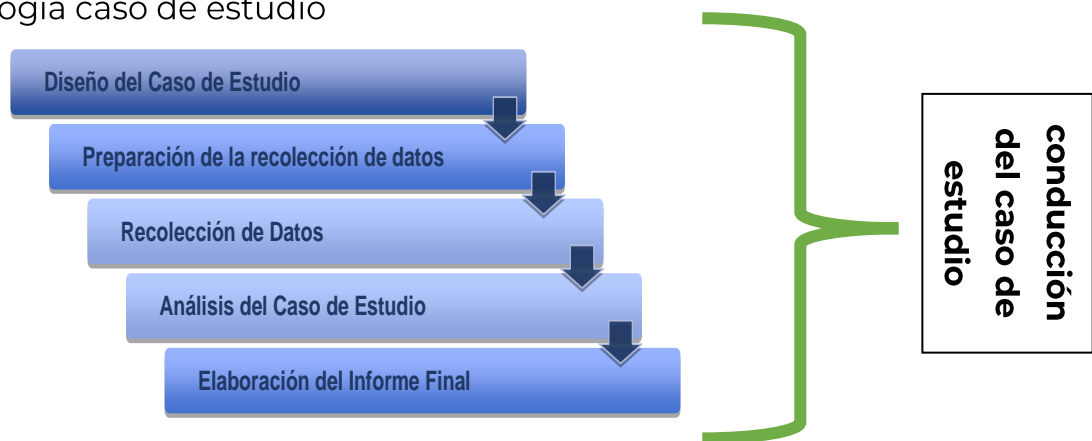 ogía caso de estudio
Diseño del Caso de Estudio
Preparación de la recolección de datos
Recolección de Datos
Análisis del Caso de Estudio
Elaboración del Informe Final
conducción
del caso de
estudio